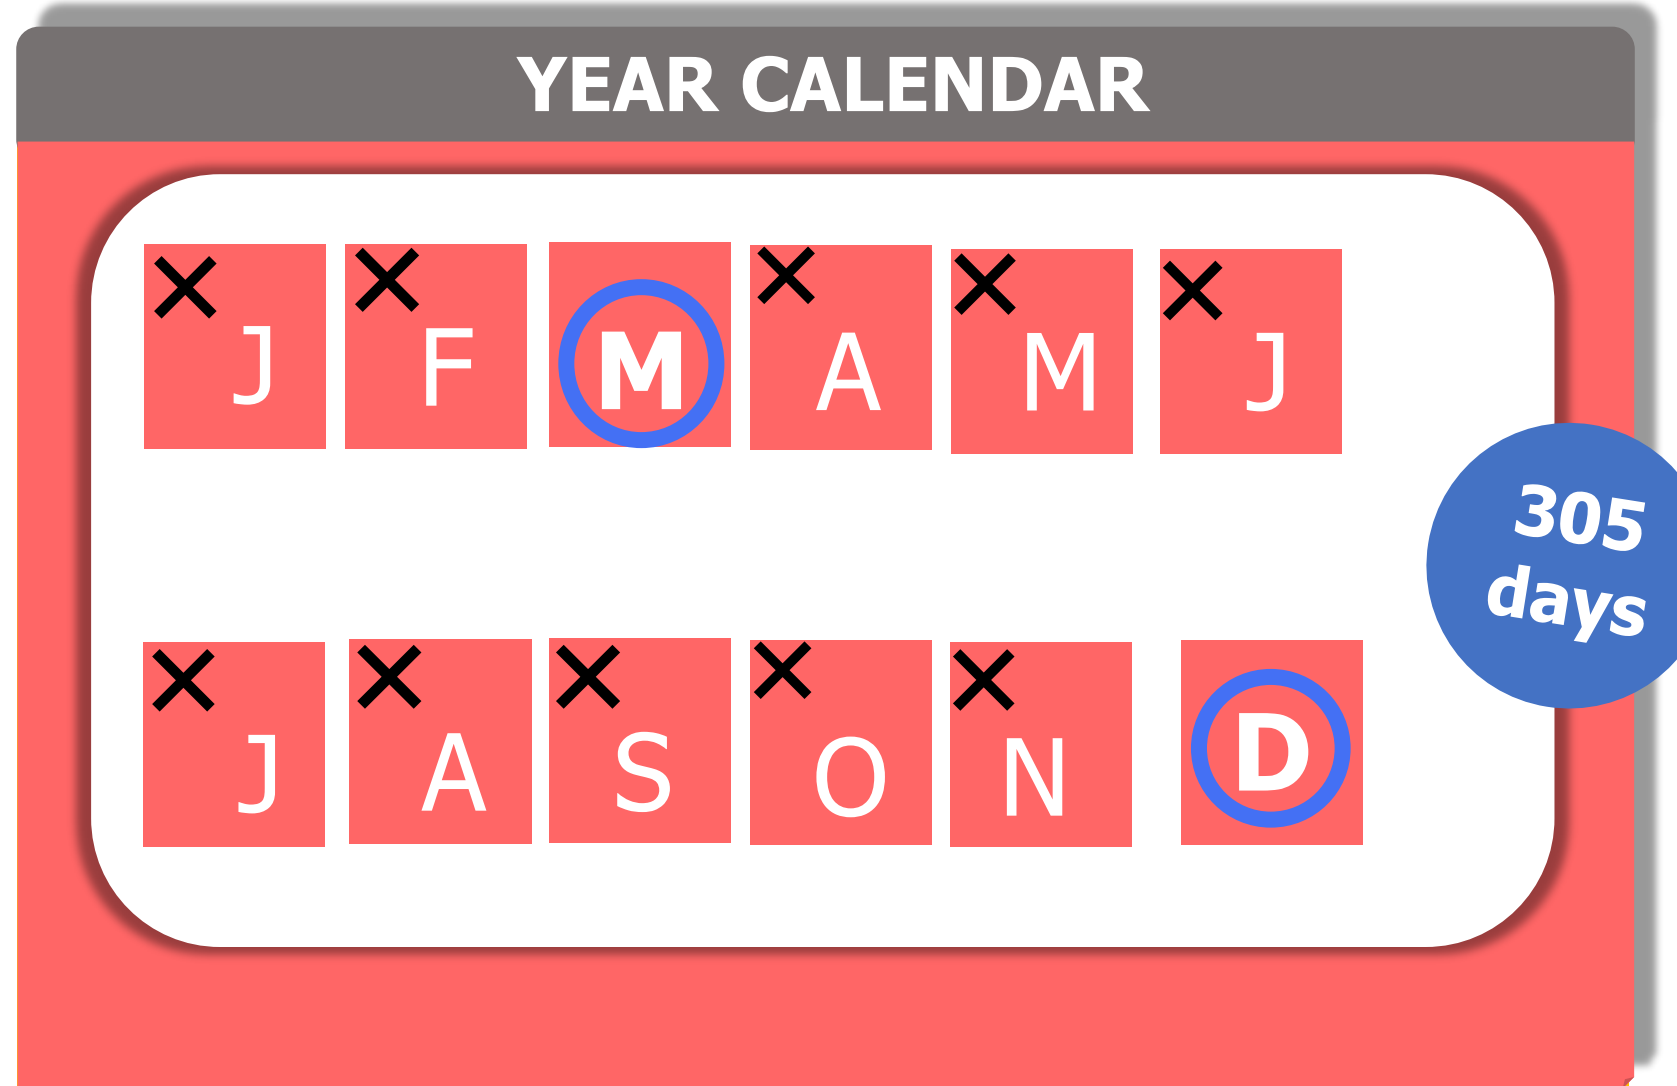 YEAR CALENDAR
J F M A M J
305
days
J A S O N D